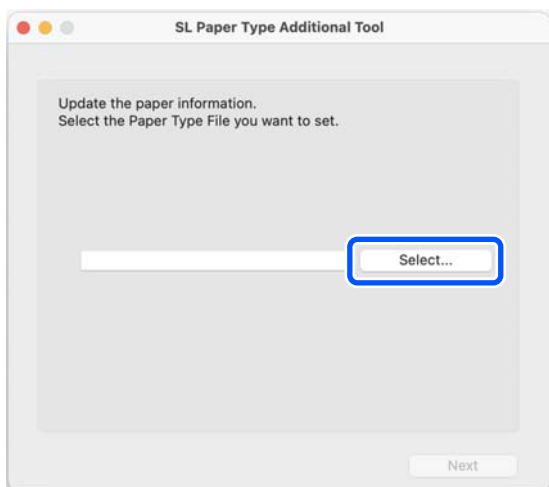 SL Paper Type Additional Tool
Update the paper information.
Select the Paper Type File you want to set.
Select...
Next